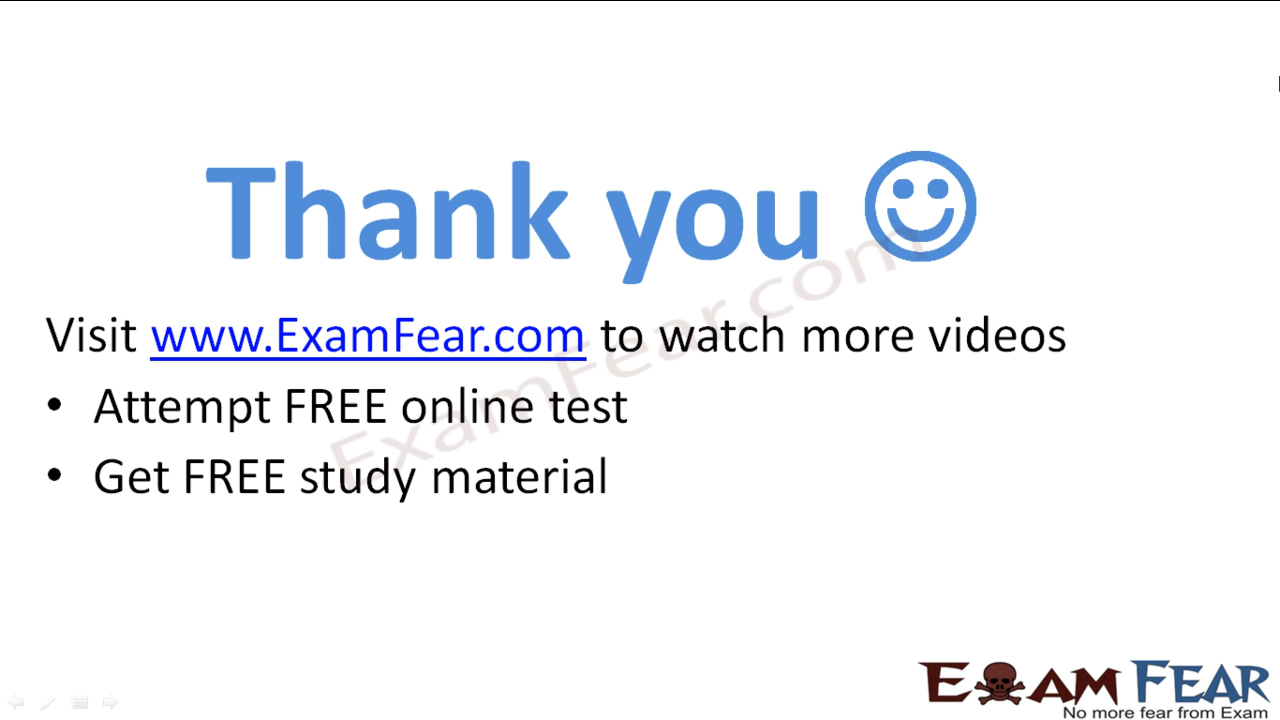 Thank you
Visit www.ExamFear.com to watch more videos
• Attempt FREE online test
• Get FREE study material
ExamFear.com
EXAM FEAR
No more fear from Exam